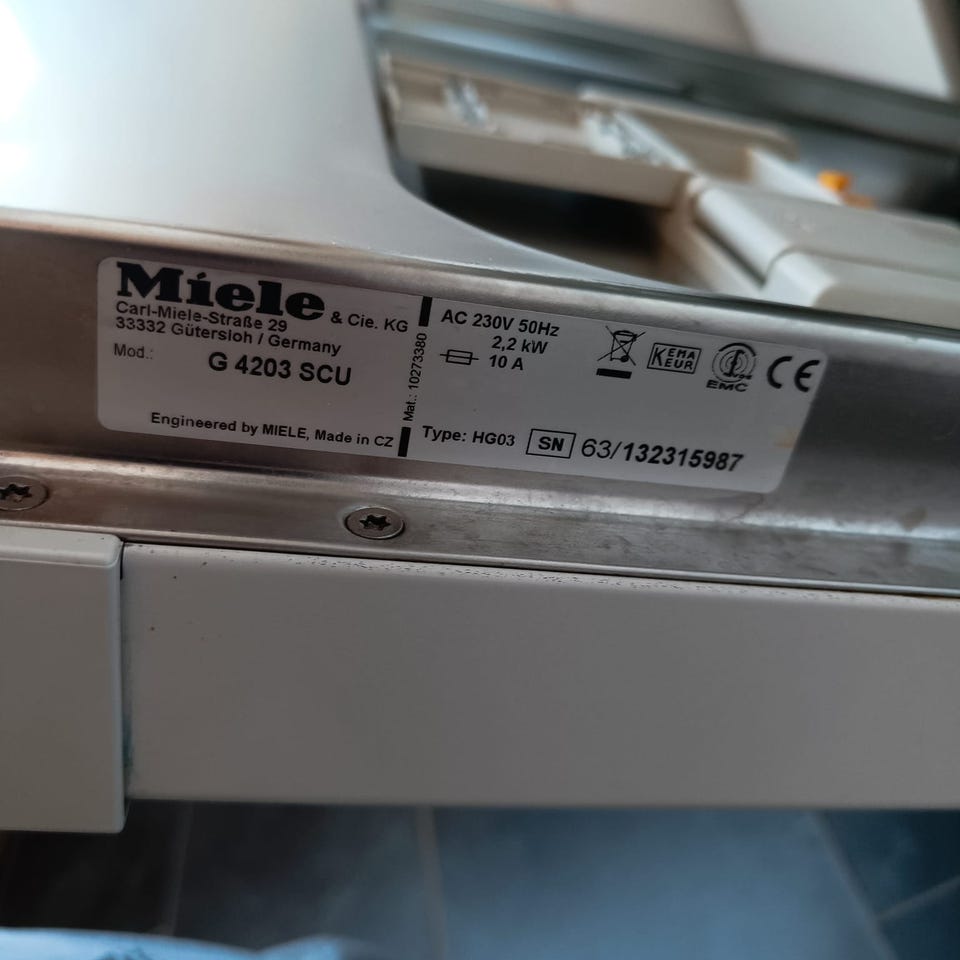 Miele & Cie. KG
Carl-Miele-Straße 29
33332 Gütersloh / Germany
Mod.: G 4203 SCU
Engineered by MIELE, Made in CZ
Mat.: 10273380
AC 230V 50Hz
2,2 kW
10 A
KEMA
EUR
EMC
CE
Type: HG03 SN 63/132315987